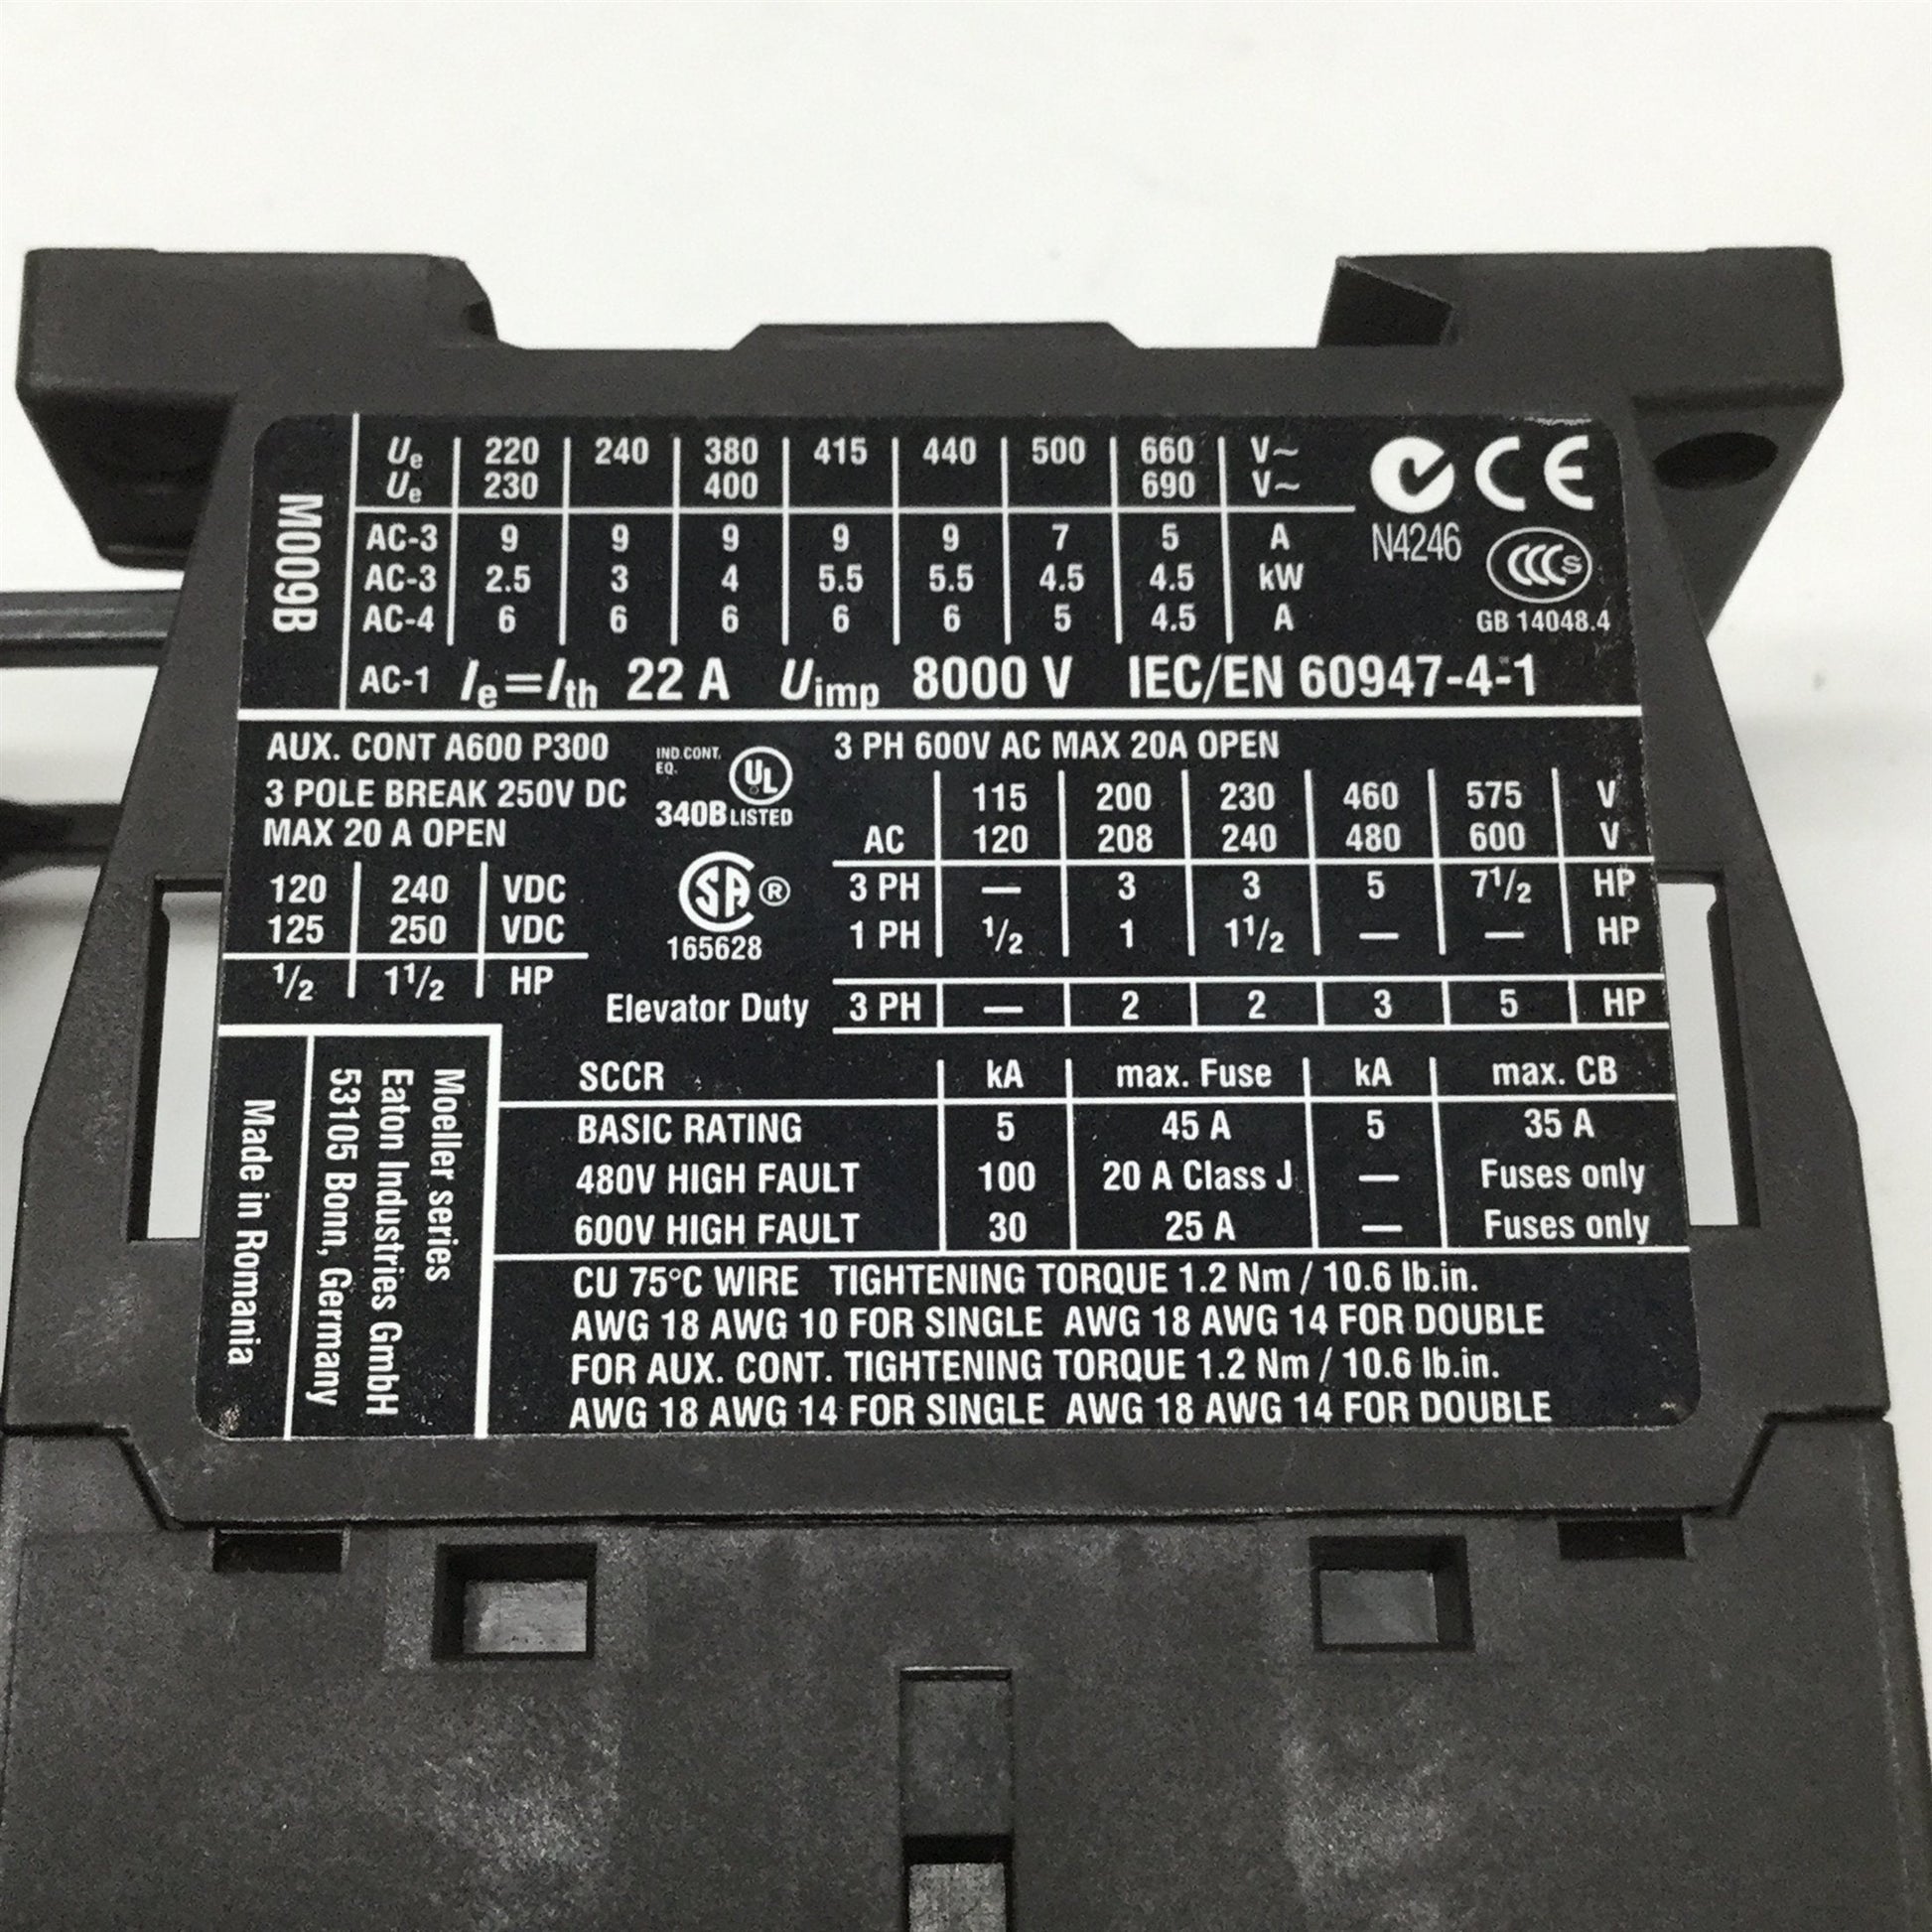 M009B
Ue 220 240 380 415 440 500 660 V~
Ue 230 400 690 V~
AC-3 9 9 9 9 9 7 5 A
AC-3 2.5 3 4 5.5 5.5 4.5 4.5 kW
AC-4 6 6 6 6 6 5 4.5 A
AC-1 Ie=Ith 22 A Uimp 8000 V IEC/EN 60947-4-1
CE
N4246
CCC S
GB 14048.4
AUX. CONT A600 P300
3 POLE BREAK 250V DC
MAX 20 A OPEN
120 240 VDC
125 250 VDC
1/2 1 1/2 HP
IND.CONT.
EQ.
UL
340B LISTED
SA ®
165628
3 PH 600V AC MAX 20A OPEN
115 200 230 460 575 V
AC 120 208 240 480 600 V
3 PH — 3 3 5 7 1/2 HP
1 PH 1/2 1 1 1/2 — — HP
Elevator Duty 3 PH — 2 2 3 5 HP
Moeller series
Eaton Industries GmbH
53105 Bonn, Germany
Made in Romania
SCCR kA max. Fuse kA max. CB
BASIC RATING 5 45 A 5 35 A
480V HIGH FAULT 100 20 A Class J — Fuses only
600V HIGH FAULT 30 25 A — Fuses only
CU 75°C WIRE TIGHTENING TORQUE 1.2 Nm / 10.6 lb.in.
AWG 18 AWG 10 FOR SINGLE AWG 18 AWG 14 FOR DOUBLE
FOR AUX. CONT. TIGHTENING TORQUE 1.2 Nm / 10.6 lb.in.
AWG 18 AWG 14 FOR SINGLE AWG 18 AWG 14 FOR DOUBLE